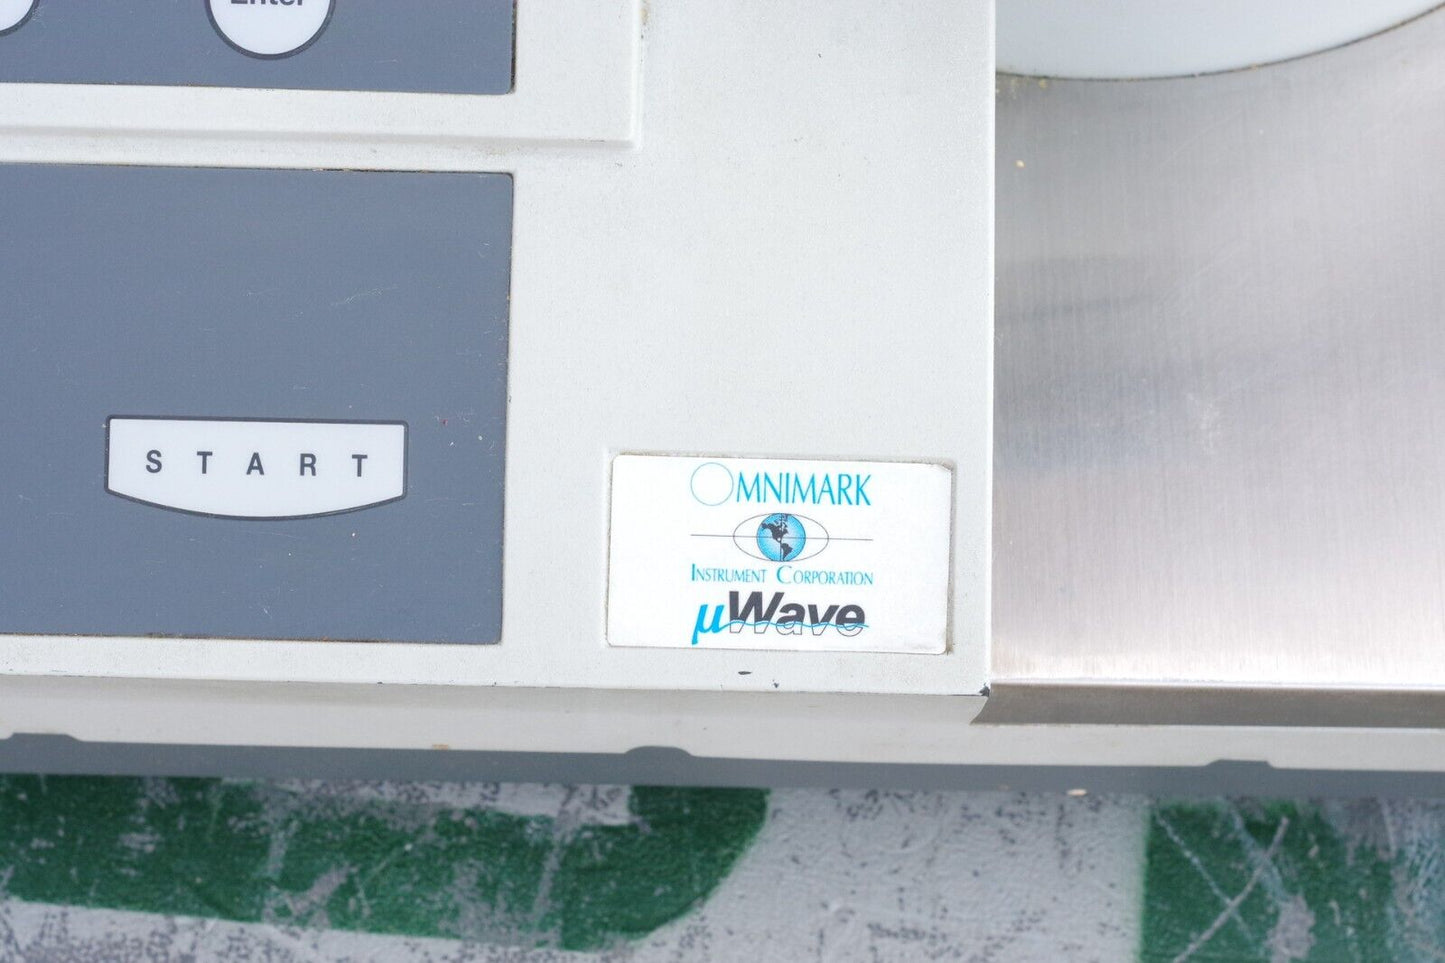 Enter
START
OMNIMARK
INSTRUMENT CORPORATION
µWave